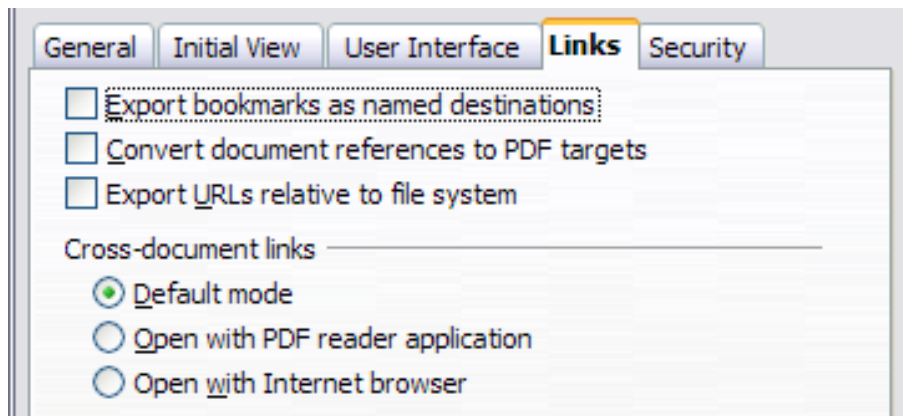 General Initial View User Interface Links Security
Export bookmarks as named destinations
Convert document references to PDF targets
Export URLs relative to file system
Cross-document links
Default mode
Open with PDF reader application
Open with Internet browser